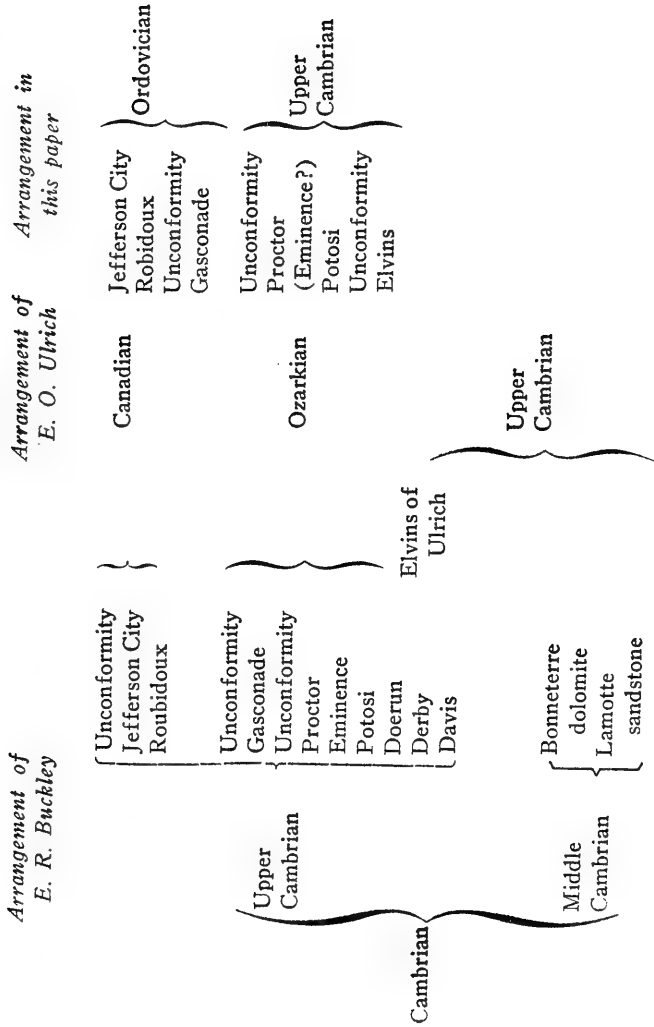 Arrangement of
E. R. Buckley
Arrangement of
E. O. Ulrich
Arrangement in
this paper
Cambrian
Upper
Cambrian
Middle
Cambrian
Unconformity
Jefferson City
Roubidoux
Unconformity
Gasconade
Unconformity
Proctor
Eminence
Potosi
Doerun
Derby
Davis
Bonneterre
dolomite
Lamotte
sandstone
Canadian
Ozarkian
Elvins of
Ulrich
Upper
Cambrian
Jefferson City
Robidoux
Unconformity
Gasconade
Unconformity
Proctor
(Eminence?)
Potosi
Unconformity
Elvins
Ordovician
Upper
Cambrian